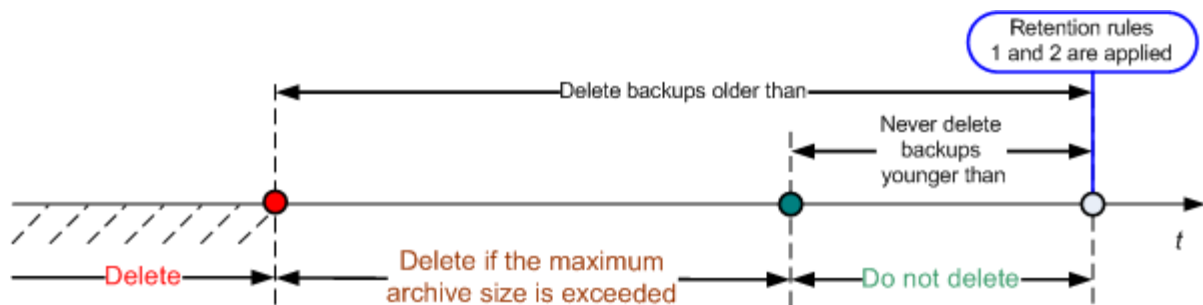 Retention rules
1 and 2 are applied
Delete backups older than
Never delete
backups
younger than
t
Delete
Delete if the maximum
archive size is exceeded
Do not delete